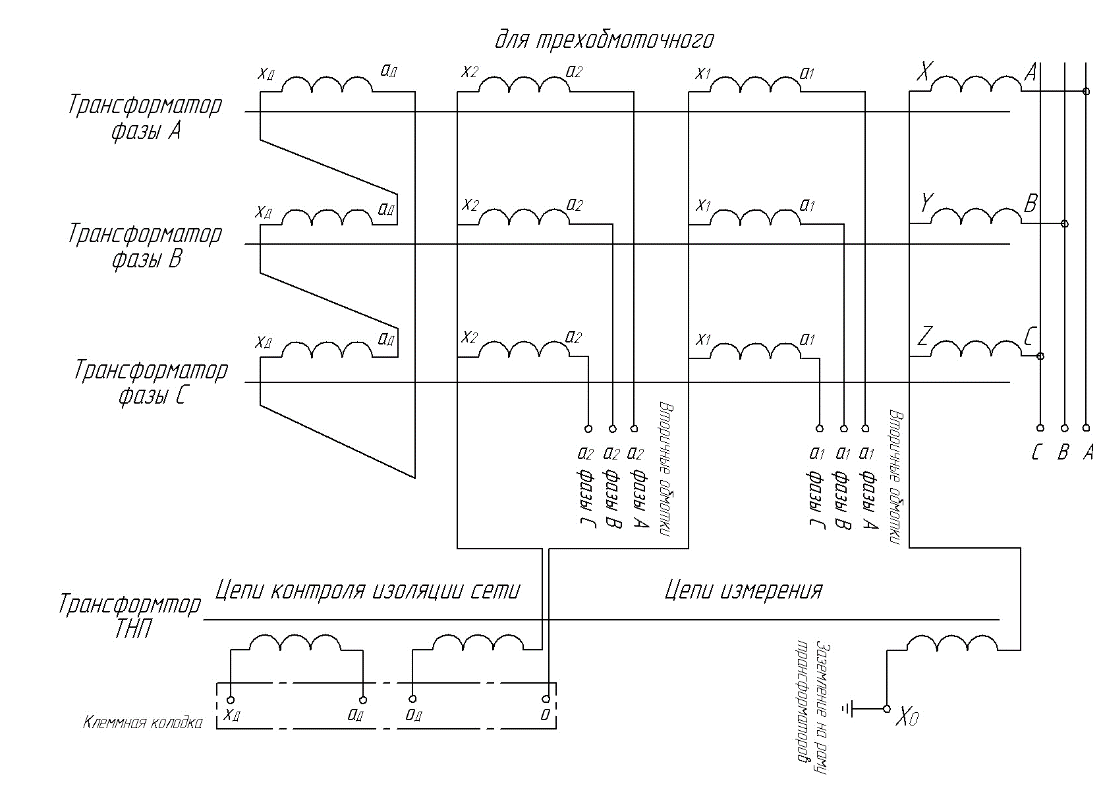 для трехобмоточного
xд
aд
x2
a2
x1
a1
X
A
Трансформатор
фазы A
xд
aд
x2
a2
x1
a1
Y
B
Трансформатор
фазы B
xд
aд
x2
a2
x1
a1
Z
C
Трансформатор
фазы C
a2 фазы C
a2 фазы B
a2 фазы A
Вторичные обмотки
a1 фазы C
a1 фазы B
a1 фазы A
Вторичные обмотки
C
B
A
Цепи контроля изоляции сети
Цепи измерения
Трансформтор
ТНП
Заземление на раму
трансформаторов
Клеммная колодка
xд
aд
oд
o
X0